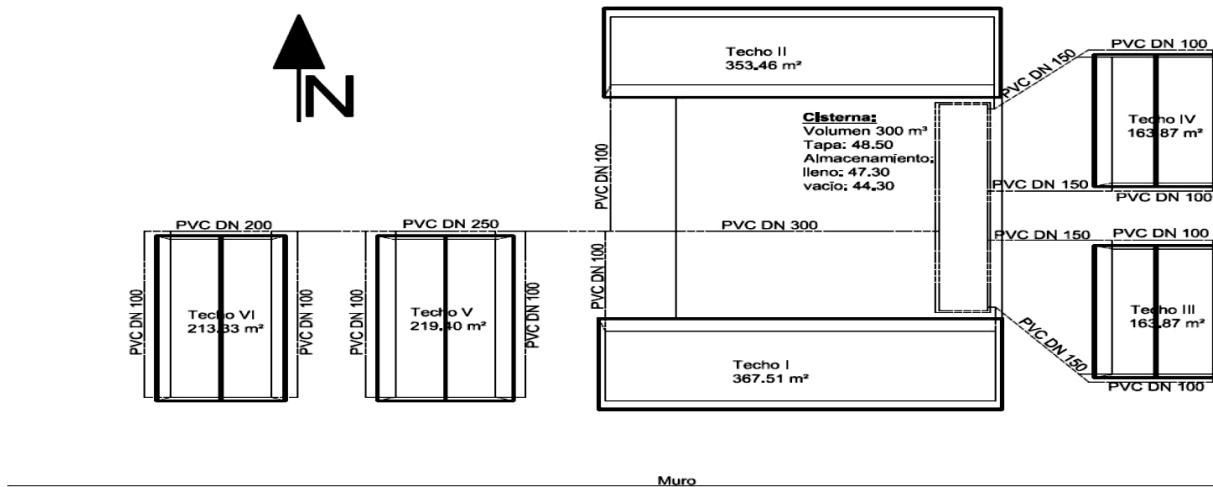 N
Techo II
353.46 m²
Cisterna:
Volumen 300 m³
Tapa: 48.50
Almacenamiento:
lleno: 47.30
vacío: 44.30
PVC DN 150
PVC DN 100
Techo IV
163.87 m²
PVC DN 150
PVC DN 100
PVC DN 100
PVC DN 200
PVC DN 250
PVC DN 300
PVC DN 150
PVC DN 100
PVC DN 100
PVC DN 100
Techo VI
213.33 m²
PVC DN 100
PVC DN 100
Techo V
219.40 m²
PVC DN 100
PVC DN 100
Techo III
163.87 m²
PVC DN 150
PVC DN 100
Techo I
367.51 m²
Muro